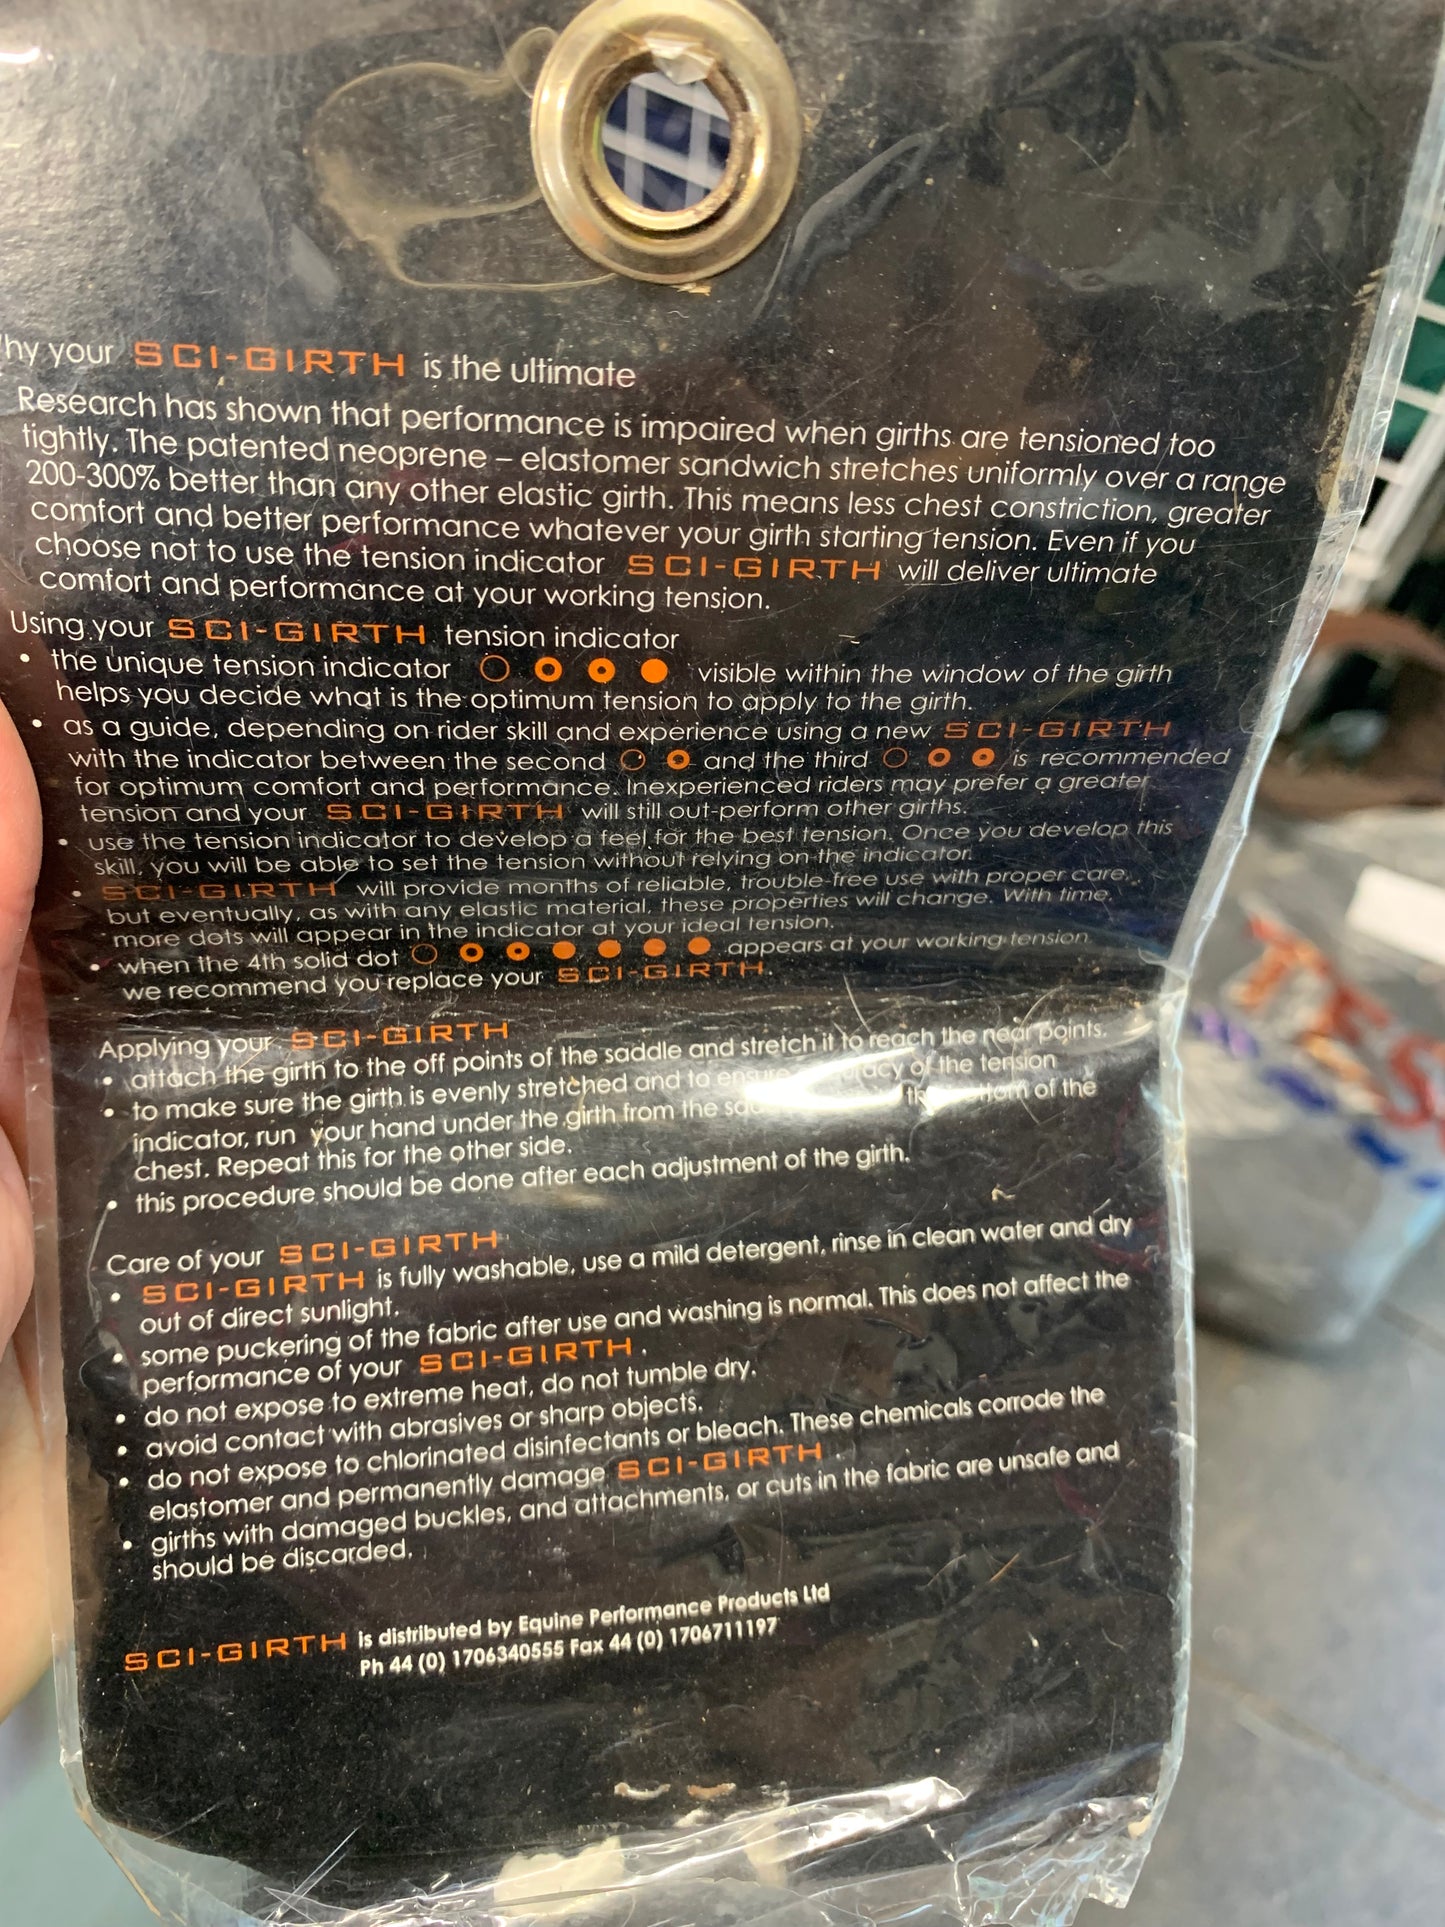 hy your SCI-GIRTH is the ultimate
Research has shown that performance is impaired when girths are tensioned too
tightly. The patented neoprene – elastomer sandwich stretches uniformly over a range
200-300% better than any other elastic girth. This means less chest constriction, greater
comfort and better performance whatever your girth starting tension. Even if you
choose not to use the tension indicator SCI-GIRTH will deliver ultimate
comfort and performance at your working tension.
Using your SCI-GIRTH tension indicator
• the unique tension indicator visible within the window of the girth
helps you decide what is the optimum tension to apply to the girth.
• as a guide, depending on rider skill and experience using a new SCI-GIRTH
with the indicator between the second and the third is recommended
for optimum comfort and performance. Inexperienced riders may prefer a greater
tension and your SCI-GIRTH will still out-perform other girths.
• use the tension indicator to develop a feel for the best tension. Once you develop this
skill, you will be able to set the tension without relying on the indicator.
• SCI-GIRTH will provide months of reliable, trouble-free use with proper care,
but eventually, as with any elastic material, these properties will change. With time,
more dots will appear in the indicator at your ideal tension.
• when the 4th solid dot appears at your working tension
we recommend you replace your SCI-GIRTH.
Applying your SCI-GIRTH
• attach the girth to the off points of the saddle and stretch it to reach the near points.
• to make sure the girth is evenly stretched and to ensure of the tension
indicator, run your hand under the girth from the of the
chest. Repeat this for the other side.
• this procedure should be done after each adjustment of the girth.
Care of your SCI-GIRTH
• SCI-GIRTH is fully washable, use a mild detergent, rinse in clean water and dry
out of direct sunlight.
• some puckering of the fabric after use and washing is normal. This does not affect the
performance of your SCI-GIRTH.
• do not expose to extreme heat, do not tumble dry.
• avoid contact with abrasives or sharp objects.
• do not expose to chlorinated disinfectants or bleach. These chemicals corrode the
elastomer and permanently damage SCI-GIRTH.
• girths with damaged buckles, and attachments, or cuts in the fabric are unsafe and
should be discarded.
SCI-GIRTH is distributed by Equine Performance Products Ltd
Ph 44 (0) 1706340555 Fax 44 (0) 1706711197